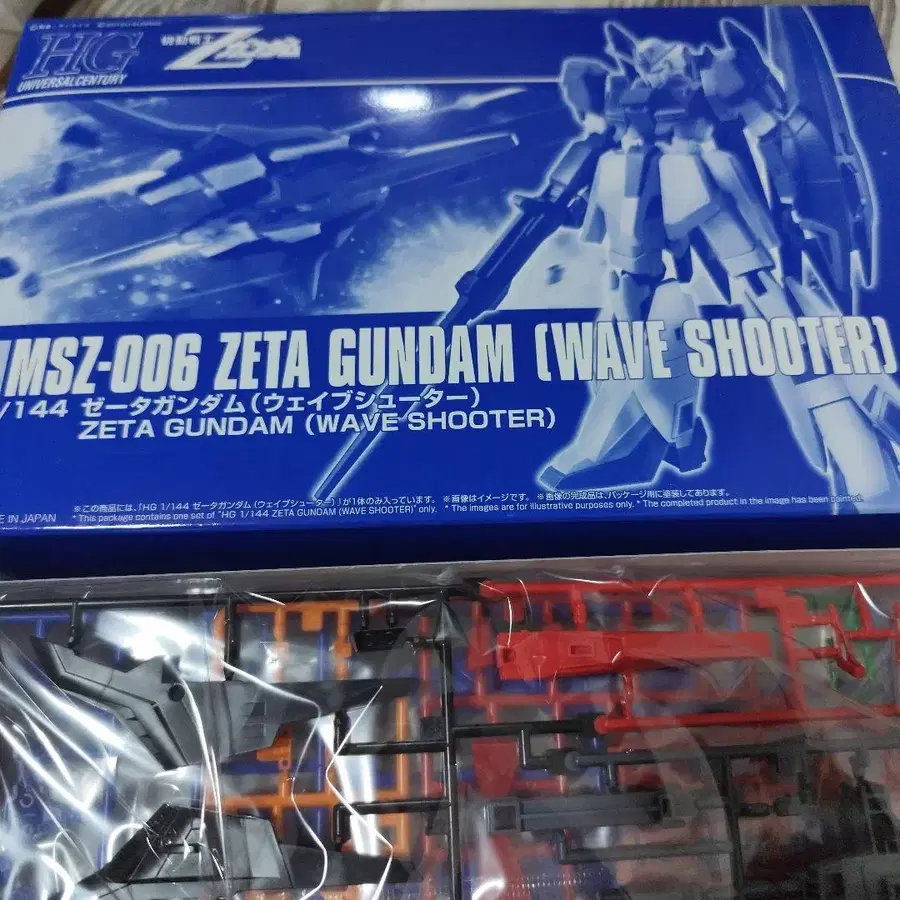 HG
UNIVERSAL CENTURY
機動戦士
MSZ-006 ZETA GUNDAM (WAVE SHOOTER)
/144 ゼータガンダム(ウェイブシューター)
ZETA GUNDAM (WAVE SHOOTER)
※この商品には、「HG 1/144 ゼータガンダム(ウェイブシューター)」が1体のみ入っています。 ※画像はイメージです。 ※画像の完成品は、パッケージ用に塗装してあります。
* This package contains one set of "HG 1/144 ZETA GUNDAM (WAVE SHOOTER)" only. * The images are for illustrative purposes only. * The completed product in the image has been painted.
E IN JAPAN